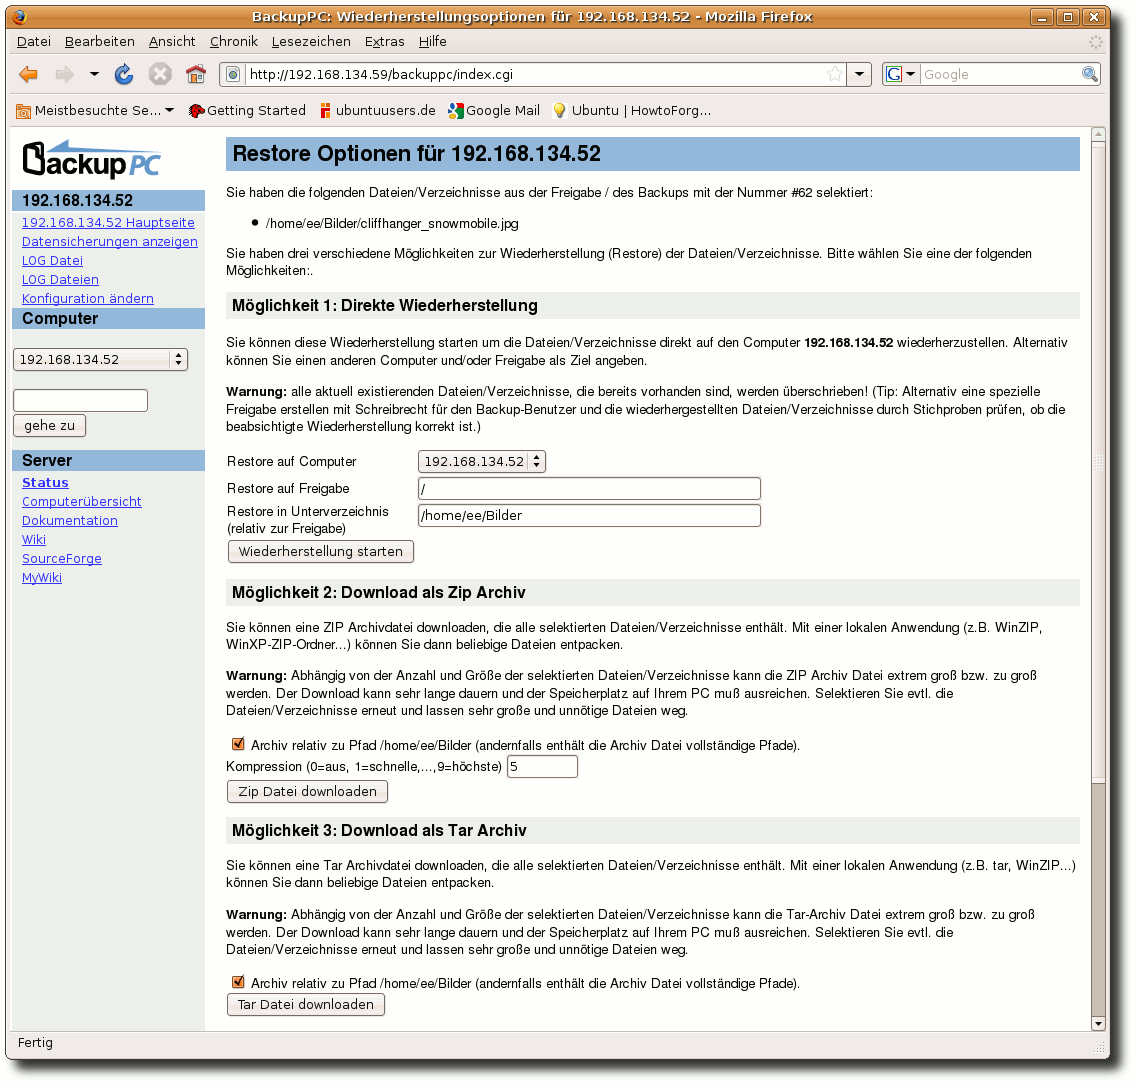 BackupPC: Wiederherstellungsoptionen für 192.168.134.52 - Mozilla Firefox
Datei Bearbeiten Ansicht Chronik Lesezeichen Extras Hilfe
http://192.168.134.59/backuppc/index.cgi
G Google
Meistbesuchte Se... Getting Started ubuntuusers.de Google Mail Ubuntu | HowtoForg...
BackupPC
192.168.134.52
192.168.134.52 Hauptseite
Datensicherungen anzeigen
LOG Datei
LOG Dateien
Konfiguration ändern
Computer
192.168.134.52
gehe zu
Server
Status
Computerübersicht
Dokumentation
Wiki
SourceForge
MyWiki
Restore Optionen für 192.168.134.52
Sie haben die folgenden Dateien/Verzeichnisse aus der Freigabe / des Backups mit der Nummer #62 selektiert:
• /home/ee/Bilder/cliffhanger_snowmobile.jpg
Sie haben drei verschiedene Möglichkeiten zur Wiederherstellung (Restore) der Dateien/Verzeichnisse. Bitte wählen Sie eine der folgenden
Möglichkeiten:.
Möglichkeit 1: Direkte Wiederherstellung
Sie können diese Wiederherstellung starten um die Dateien/Verzeichnisse direkt auf den Computer 192.168.134.52 wiederherzustellen. Alternativ
können Sie einen anderen Computer und/oder Freigabe als Ziel angeben.
Warnung: alle aktuell existierenden Dateien/Verzeichnisse, die bereits vorhanden sind, werden überschrieben! (Tip: Alternativ eine spezielle
Freigabe erstellen mit Schreibrecht für den Backup-Benutzer und die wiederhergestellten Dateien/Verzeichnisse durch Stichproben prüfen, ob die
beabsichtigte Wiederherstellung korrekt ist.)
Restore auf Computer 192.168.134.52
Restore auf Freigabe /
Restore in Unterverzeichnis /home/ee/Bilder
(relativ zur Freigabe)
Wiederherstellung starten
Möglichkeit 2: Download als Zip Archiv
Sie können eine ZIP Archivdatei downloaden, die alle selektierten Dateien/Verzeichnisse enthält. Mit einer lokalen Anwendung (z.B. WinZIP,
WinXP-ZIP-Ordner...) können Sie dann beliebige Dateien entpacken.
Warnung: Abhängig von der Anzahl und Größe der selektierten Dateien/Verzeichnisse kann die ZIP Archiv Datei extrem groß bzw. zu groß
werden. Der Download kann sehr lange dauern und der Speicherplatz auf Ihrem PC muß ausreichen. Selektieren Sie evtl. die
Dateien/Verzeichnisse erneut und lassen sehr große und unnötige Dateien weg.
Archiv relativ zu Pfad /home/ee/Bilder (andernfalls enthält die Archiv Datei vollständige Pfade).
Kompression (0=aus, 1=schnelle,...,9=höchste) 5
Zip Datei downloaden
Möglichkeit 3: Download als Tar Archiv
Sie können eine Tar Archivdatei downloaden, die alle selektierten Dateien/Verzeichnisse enthält. Mit einer lokalen Anwendung (z.B. tar, WinZIP...)
können Sie dann beliebige Dateien entpacken.
Warnung: Abhängig von der Anzahl und Größe der selektierten Dateien/Verzeichnisse kann die Tar-Archiv Datei extrem groß bzw. zu groß
werden. Der Download kann sehr lange dauern und der Speicherplatz auf Ihrem PC muß ausreichen. Selektieren Sie evtl. die
Dateien/Verzeichnisse erneut und lassen sehr große und unnötige Dateien weg.
Archiv relativ zu Pfad /home/ee/Bilder (andernfalls enthält die Archiv Datei vollständige Pfade).
Tar Datei downloaden
Fertig